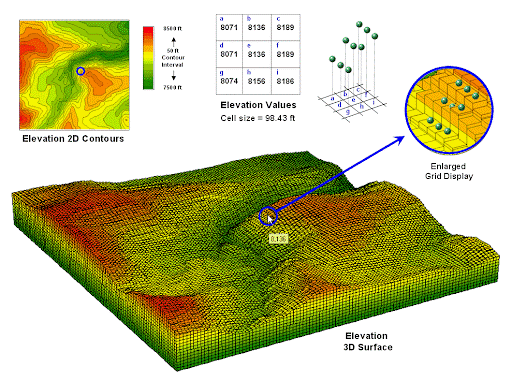 8500 ft
50 ft
Contour
Interval
7500 ft
Elevation 2D Contours
a b c
8071 8136 8189
d e f
8071 8136 8189
g h i
8074 8156 8186
Elevation Values
Cell size = 98.43 ft
a b c
d e f
g h i
Enlarged
Grid Display
Elevation
3D Surface